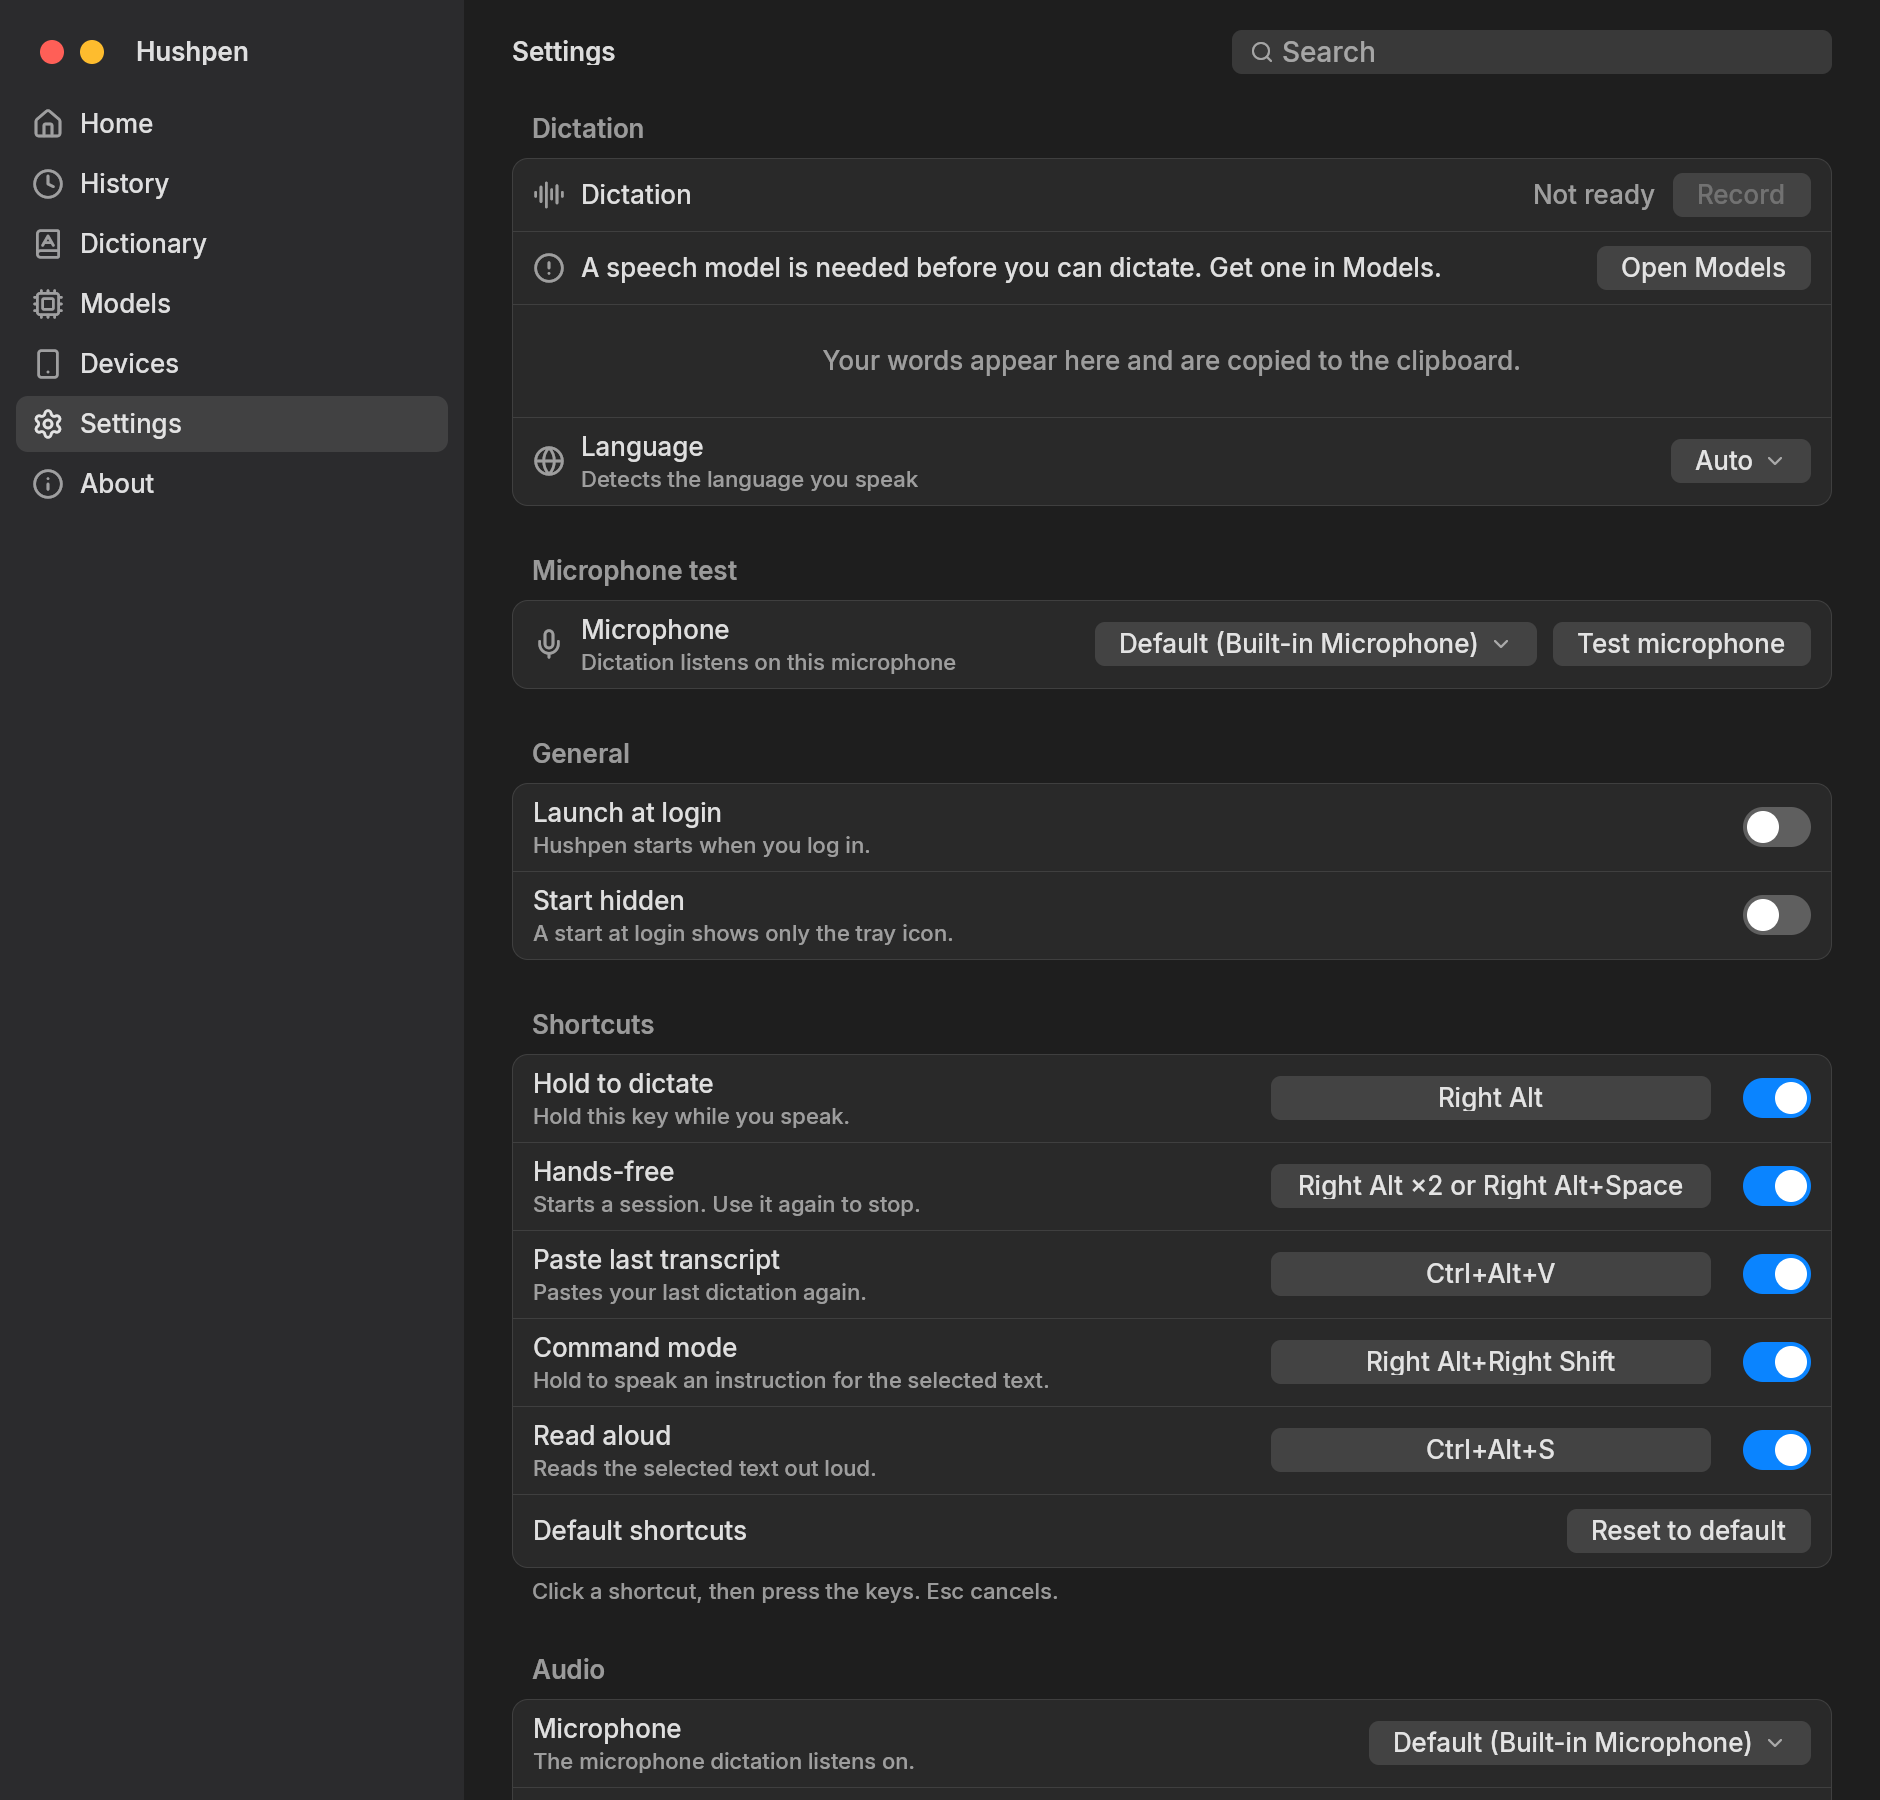 Hushpen
Home
History
Dictionary
Models
Devices
Settings
About
Settings
Search
Dictation
Dictation
Not ready
Record
A speech model is needed before you can dictate. Get one in Models.
Open Models
Your words appear here and are copied to the clipboard.
Language
Detects the language you speak
Auto
Microphone test
Microphone
Dictation listens on this microphone
Default (Built-in Microphone)
Test microphone
General
Launch at login
Hushpen starts when you log in.
Start hidden
A start at login shows only the tray icon.
Shortcuts
Hold to dictate
Hold this key while you speak.
Right Alt
Hands-free
Starts a session. Use it again to stop.
Right Alt ×2 or Right Alt+Space
Paste last transcript
Pastes your last dictation again.
Ctrl+Alt+V
Command mode
Hold to speak an instruction for the selected text.
Right Alt+Right Shift
Read aloud
Reads the selected text out loud.
Ctrl+Alt+S
Default shortcuts
Reset to default
Click a shortcut, then press the keys. Esc cancels.
Audio
Microphone
The microphone dictation listens on.
Default (Built-in Microphone)